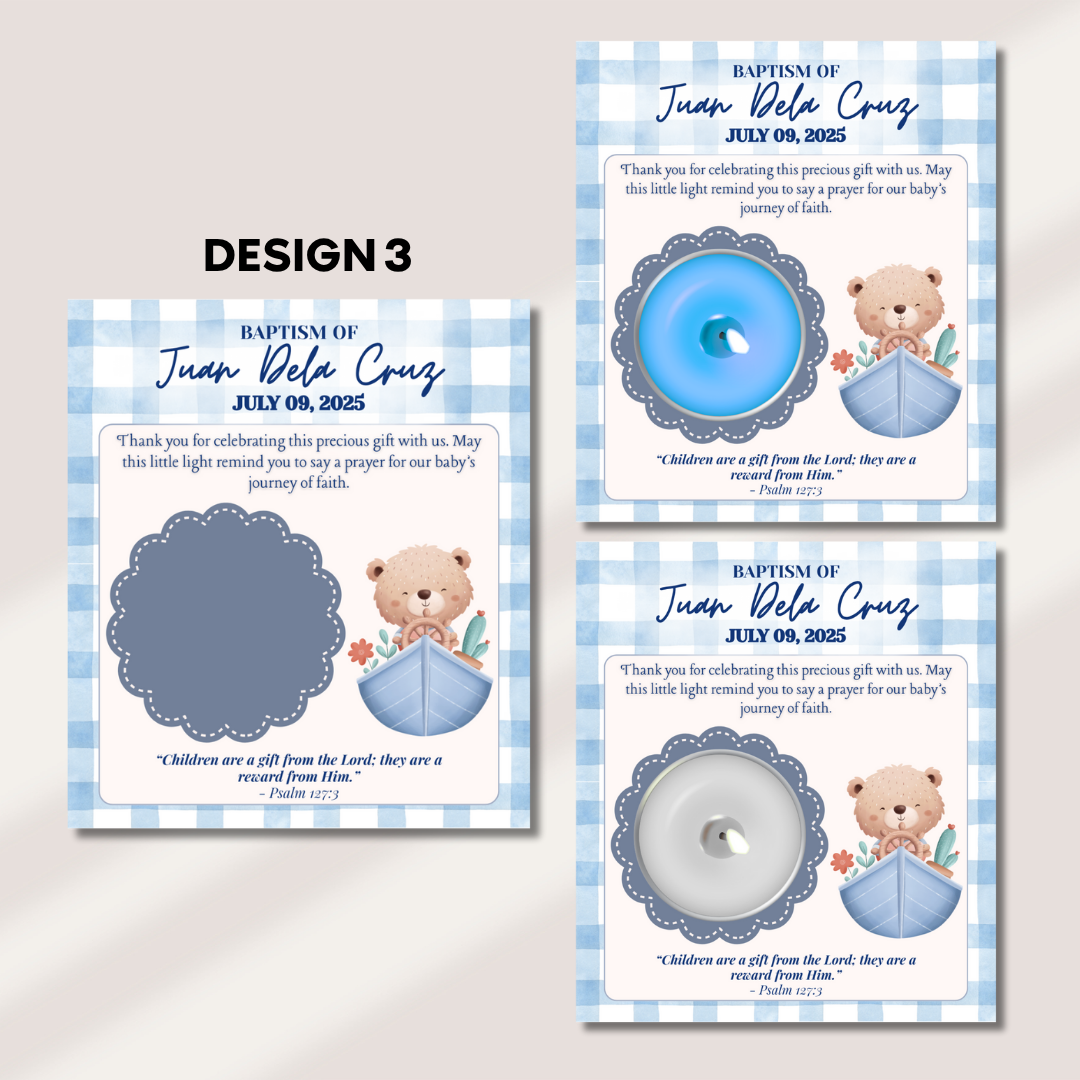 DESIGN 3
BAPTISM OF
Juan Dela Cruz
JULY 09, 2025
Thank you for celebrating this precious gift with us. May
this little light remind you to say a prayer for our baby's
journey of faith.
“Children are a gift from the Lord; they are a
reward from Him.”
- Psalm 127:3
BAPTISM OF
Juan Dela Cruz
JULY 09, 2025
Thank you for celebrating this precious gift with us. May
this little light remind you to say a prayer for our baby's
journey of faith.
“Children are a gift from the Lord; they are a
reward from Him.”
- Psalm 127:3
BAPTISM OF
Juan Dela Cruz
JULY 09, 2025
Thank you for celebrating this precious gift with us. May
this little light remind you to say a prayer for our baby's
journey of faith.
“Children are a gift from the Lord; they are a
reward from Him.”
- Psalm 127:3